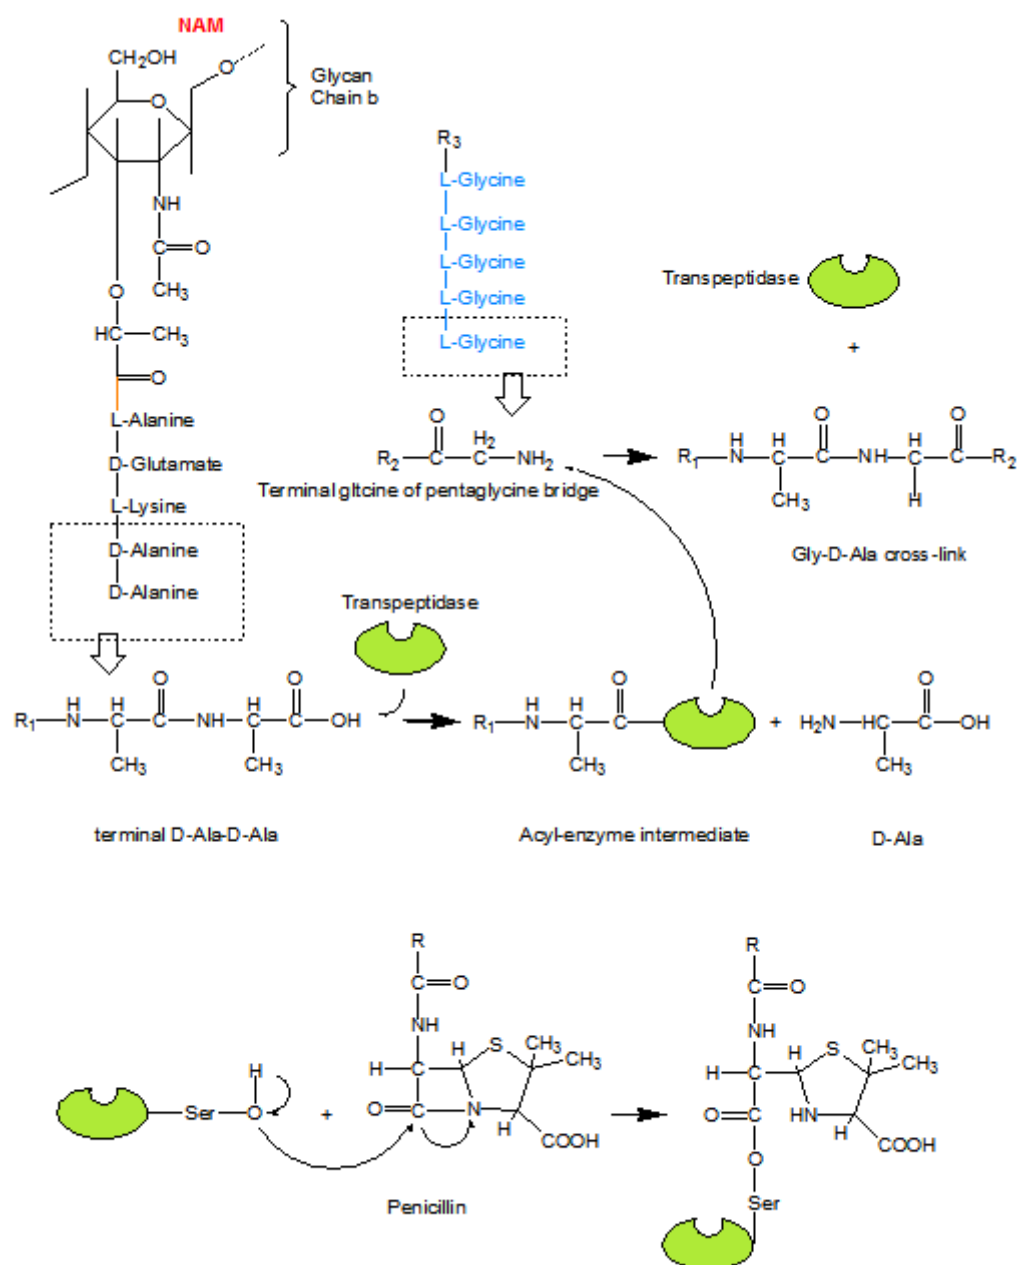 NAM
CH2OH
O
O
Glycan
Chain b
NH
C=O
CH3
O
HC-CH3
C=O
L-Alanine
D-Glutamate
L-Lysine
D-Alanine
D-Alanine
R3
L-Glycine
L-Glycine
L-Glycine
L-Glycine
L-Glycine
Transpeptidase
+
O
H2
R2-C-C-NH2
Terminal gltcine of pentaglycine bridge
H H O O
R1-N-C-C-NH-C-C-R2
CH3 H
Gly-D-Ala cross-link
Transpeptidase
H H O H O
R1-N-C-C-NH-C-C-OH
CH3 CH3
terminal D-Ala-D-Ala
H H O
R1-N-C-C
CH3
Acyl-enzyme intermediate
+
H O
H2N-C-C-OH
CH3
D-Ala
H
Ser-O
+
R
C=O
NH
H S CH3
H-C CH3
O=C-N
H COOH
Penicillin
R
C=O
NH
H S CH3
H-C CH3
O=C HN
H COOH
O
Ser